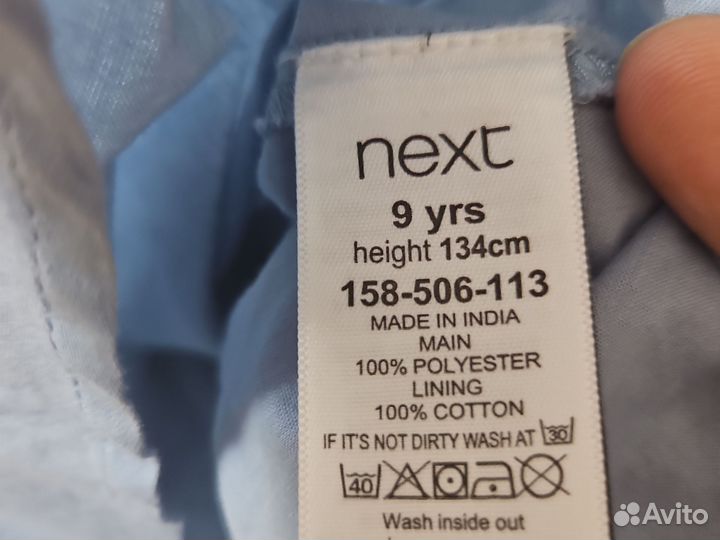 next
9 yrs
height 134cm
158-506-113
MADE IN INDIA
MAIN
100% POLYESTER
LINING
100% COTTON
IF IT'S NOT DIRTY WASH AT 30
40
Wash inside out
Avito